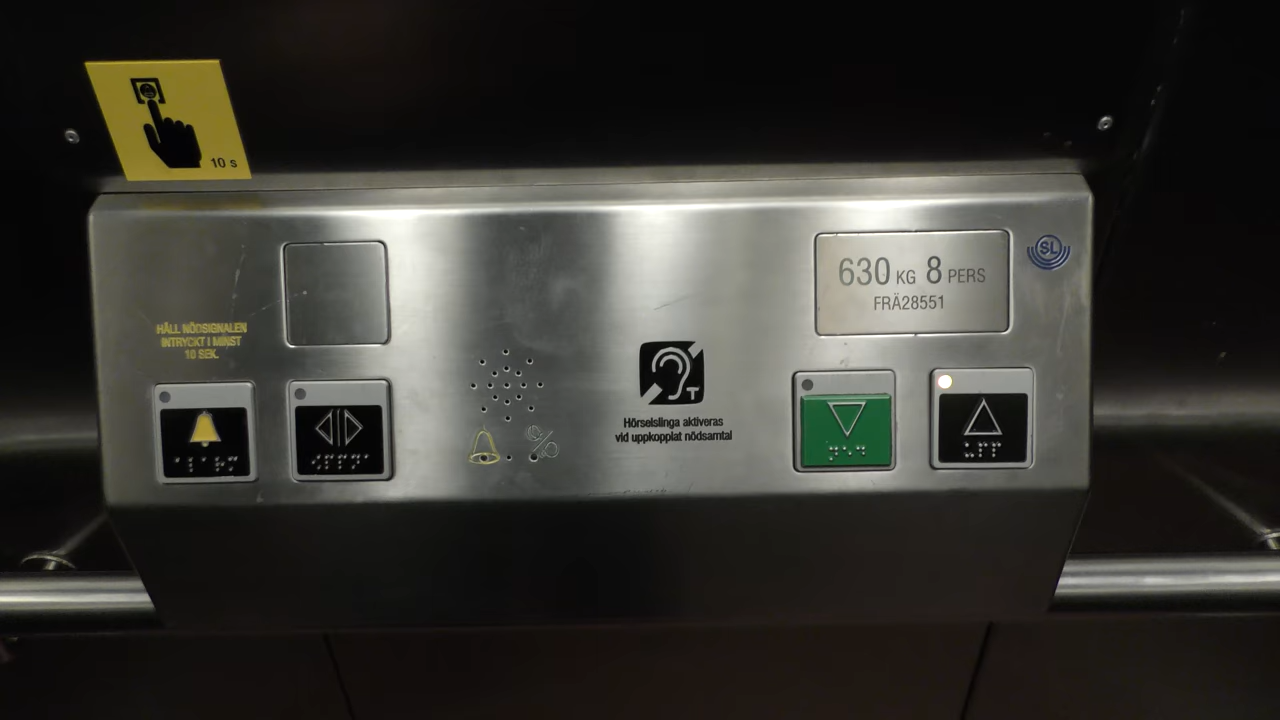 10 s
630 KG 8 PERS
FRÄ28551
SL
HÅLL NÖDSIGNALEN
INTRYCKT I MINST
10 SEK.
Hörselslinga aktiveras
vid uppkopplat nödsamtal